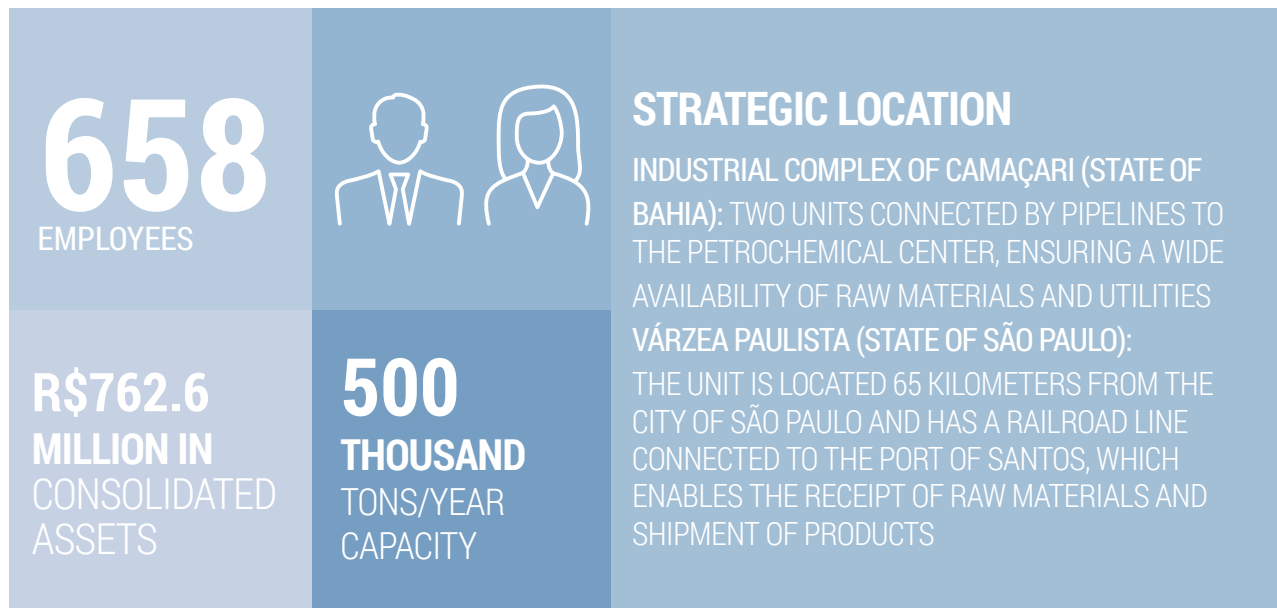 658
EMPLOYEES
R$762.6
MILLION IN
CONSOLIDATED
ASSETS
500
THOUSAND
TONS/YEAR
CAPACITY
STRATEGIC LOCATION
INDUSTRIAL COMPLEX OF CAMAÇARI (STATE OF
BAHIA): TWO UNITS CONNECTED BY PIPELINES TO
THE PETROCHEMICAL CENTER, ENSURING A WIDE
AVAILABILITY OF RAW MATERIALS AND UTILITIES
VÁRZEA PAULISTA (STATE OF SÃO PAULO):
THE UNIT IS LOCATED 65 KILOMETERS FROM THE
CITY OF SÃO PAULO AND HAS A RAILROAD LINE
CONNECTED TO THE PORT OF SANTOS, WHICH
ENABLES THE RECEIPT OF RAW MATERIALS AND
SHIPMENT OF PRODUCTS